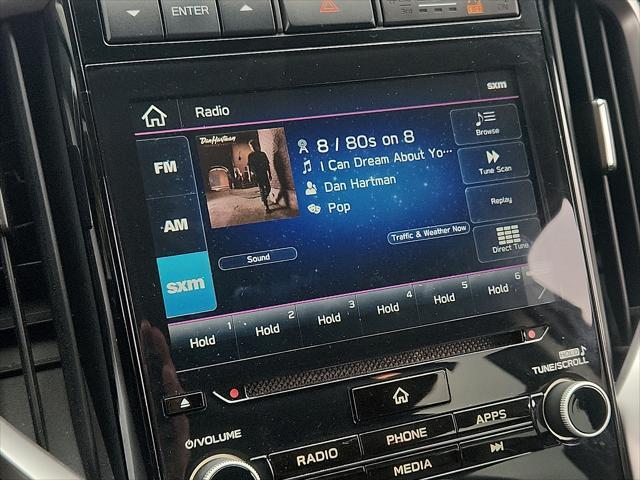 ENTER
Radio
sxm
FM
AM
sxm
Dan Hartman
8 / 80s on 8
I Can Dream About Yo...
Dan Hartman
Pop
Browse
Tune Scan
Replay
Direct Tune
Sound
Traffic & Weather Now
1 2 3 4 5 6
Hold Hold Hold Hold Hold Hold
HOLD
TUNE/SCROLL
VOLUME
RADIO PHONE APPS
MEDIA